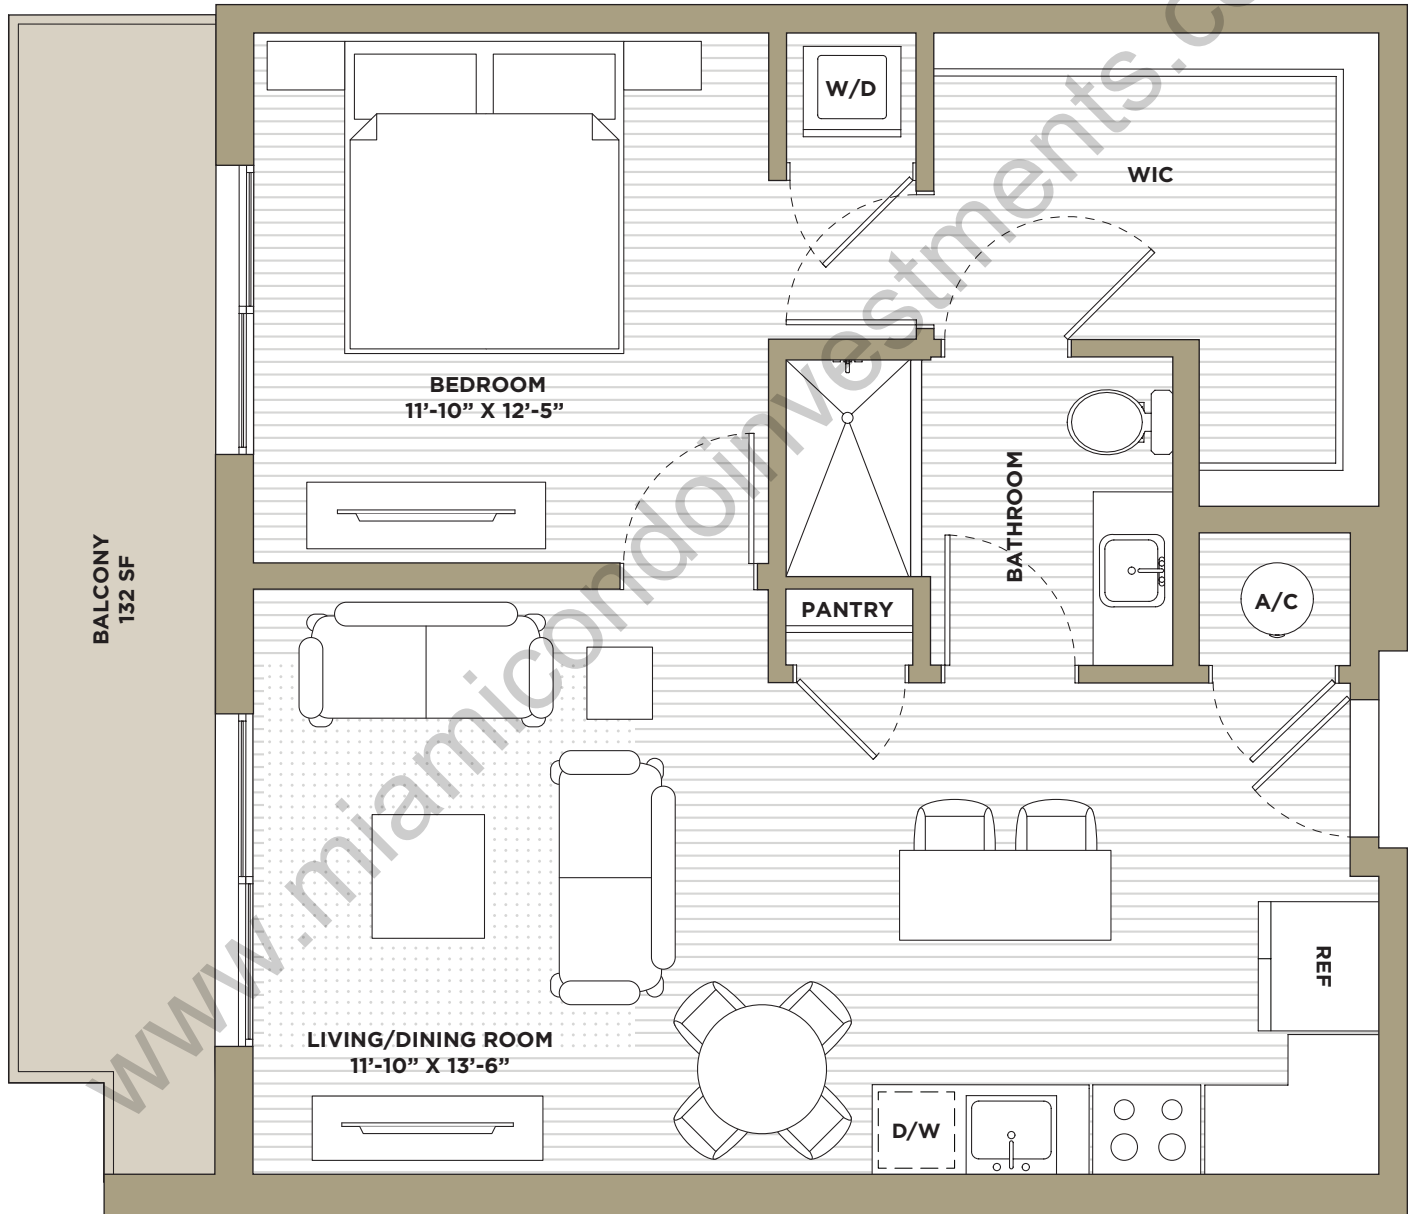 W/D
WIC
BEDROOM
11’-10” X 12’-5”
BATHROOM
BALCONY
132 SF
PANTRY
A/C
REF
LIVING/DINING ROOM
11’-10” X 13’-6”
D/W
www.miamicondoinvestments.c